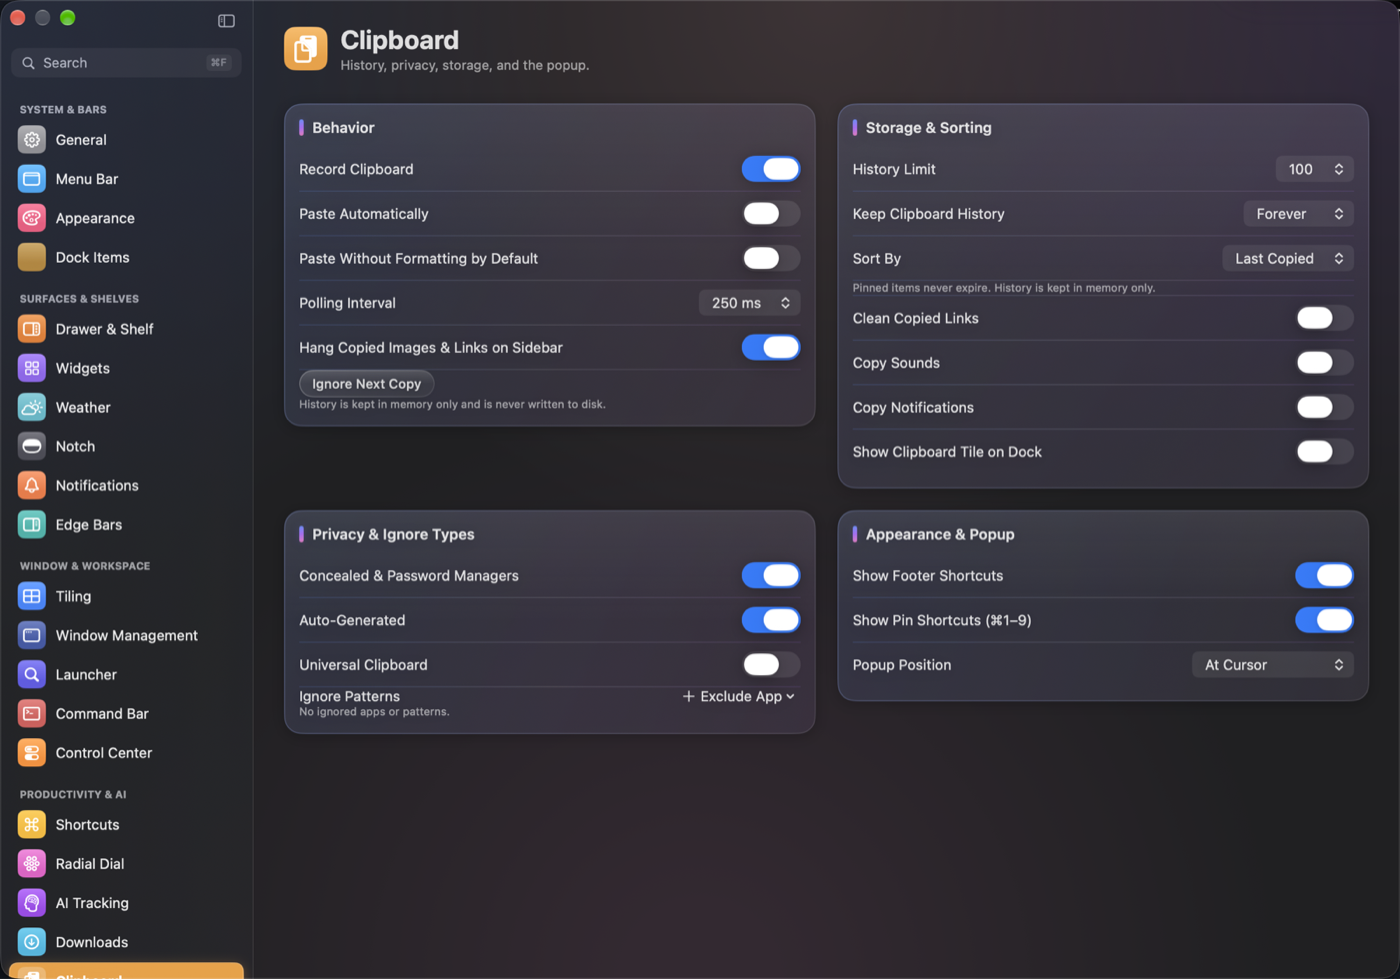 Search ⌘F
SYSTEM & BARS
General
Menu Bar
Appearance
Dock Items
SURFACES & SHELVES
Drawer & Shelf
Widgets
Weather
Notch
Notifications
Edge Bars
WINDOW & WORKSPACE
Tiling
Window Management
Launcher
Command Bar
Control Center
PRODUCTIVITY & AI
Shortcuts
Radial Dial
AI Tracking
Downloads
Clipboard
Clipboard
History, privacy, storage, and the popup.
Behavior
Record Clipboard
Paste Automatically
Paste Without Formatting by Default
Polling Interval 250 ms
Hang Copied Images & Links on Sidebar
Ignore Next Copy
History is kept in memory only and is never written to disk.
Storage & Sorting
History Limit 100
Keep Clipboard History Forever
Sort By Last Copied
Pinned items never expire. History is kept in memory only.
Clean Copied Links
Copy Sounds
Copy Notifications
Show Clipboard Tile on Dock
Privacy & Ignore Types
Concealed & Password Managers
Auto-Generated
Universal Clipboard
Ignore Patterns + Exclude App
No ignored apps or patterns.
Appearance & Popup
Show Footer Shortcuts
Show Pin Shortcuts (⌘1–9)
Popup Position At Cursor